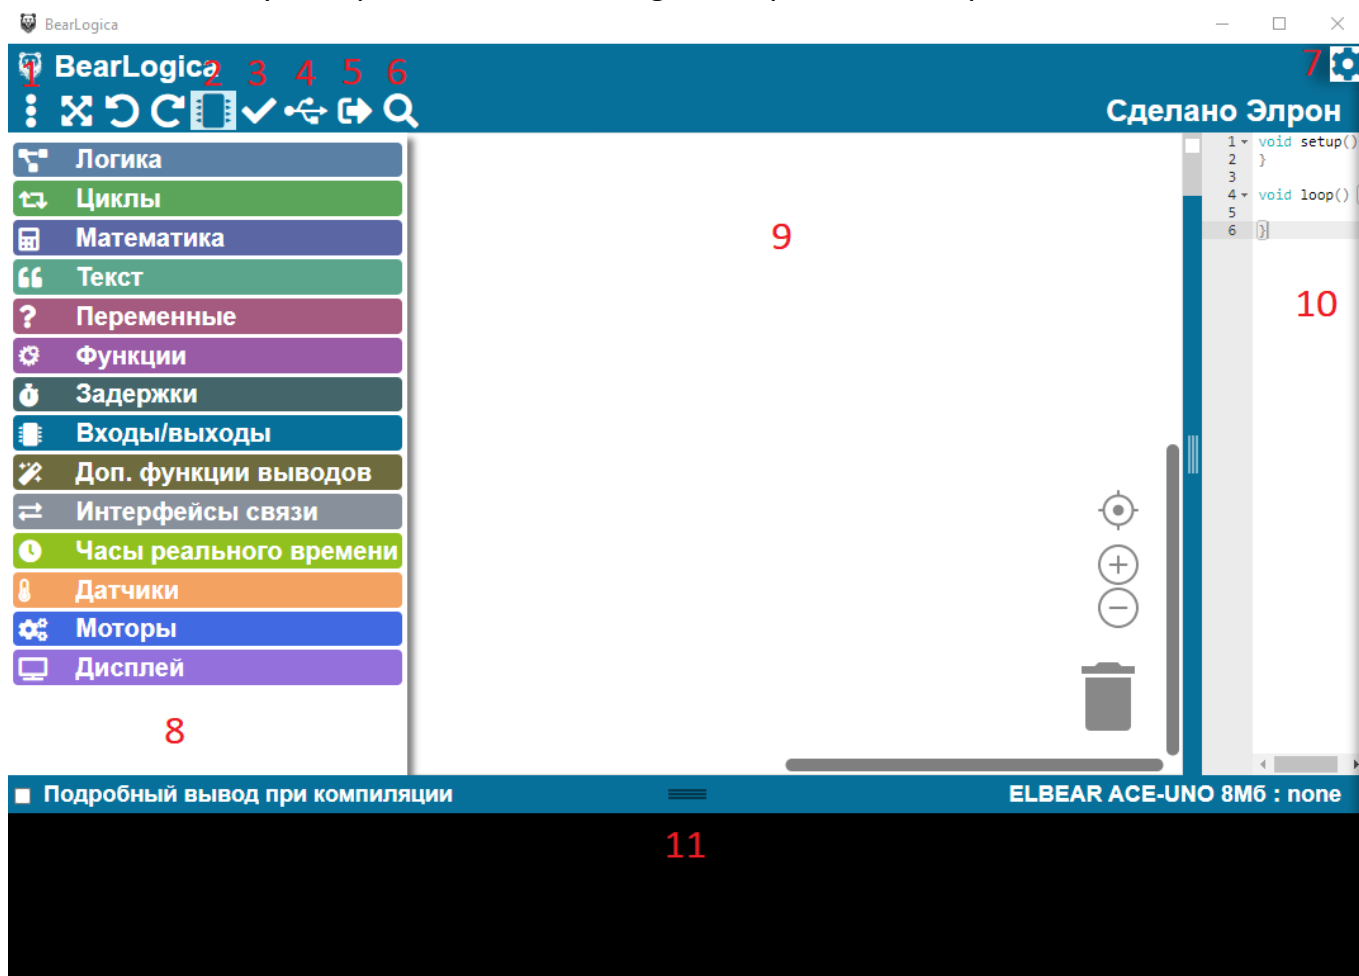 BearLogica
BearLogica
1 2 3 4 5 6 7
Сделано Элрон
Логика
Циклы
Математика
Текст
Переменные
Функции
Задержки
Входы/выходы
Доп. функции выводов
Интерфейсы связи
Часы реального времени
Датчики
Моторы
Дисплей
8
9
1 void setup()
2 }
3
4 void loop()
5
6 }
10
Подробный вывод при компиляции
ELBEAR ACE-UNO 8Мб : none
11